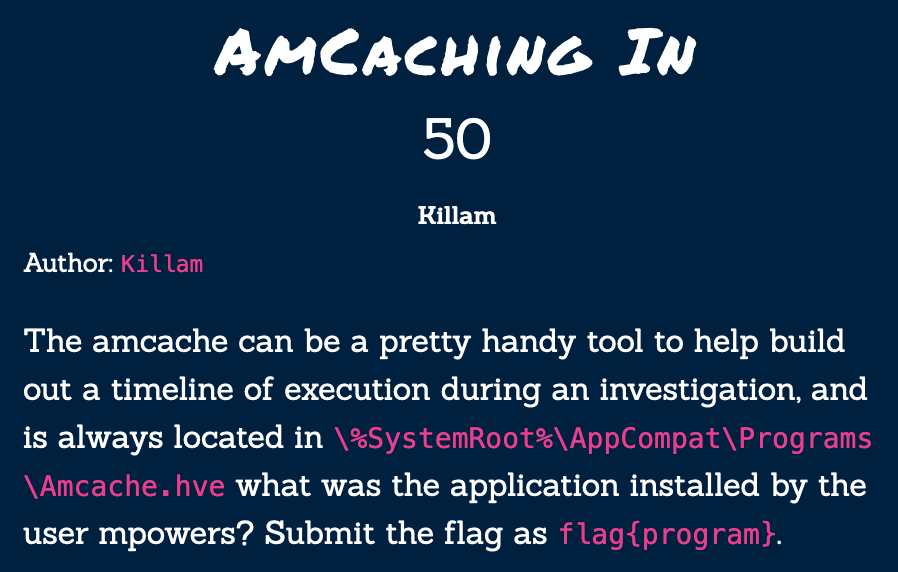 AmCaching In
50
Killam
Author: Killam
The amcache can be a pretty handy tool to help build
out a timeline of execution during an investigation, and
is always located in \%SystemRoot%\AppCompat\Programs
\Amcache.hve what was the application installed by the
user mpowers? Submit the flag as flag{program}.